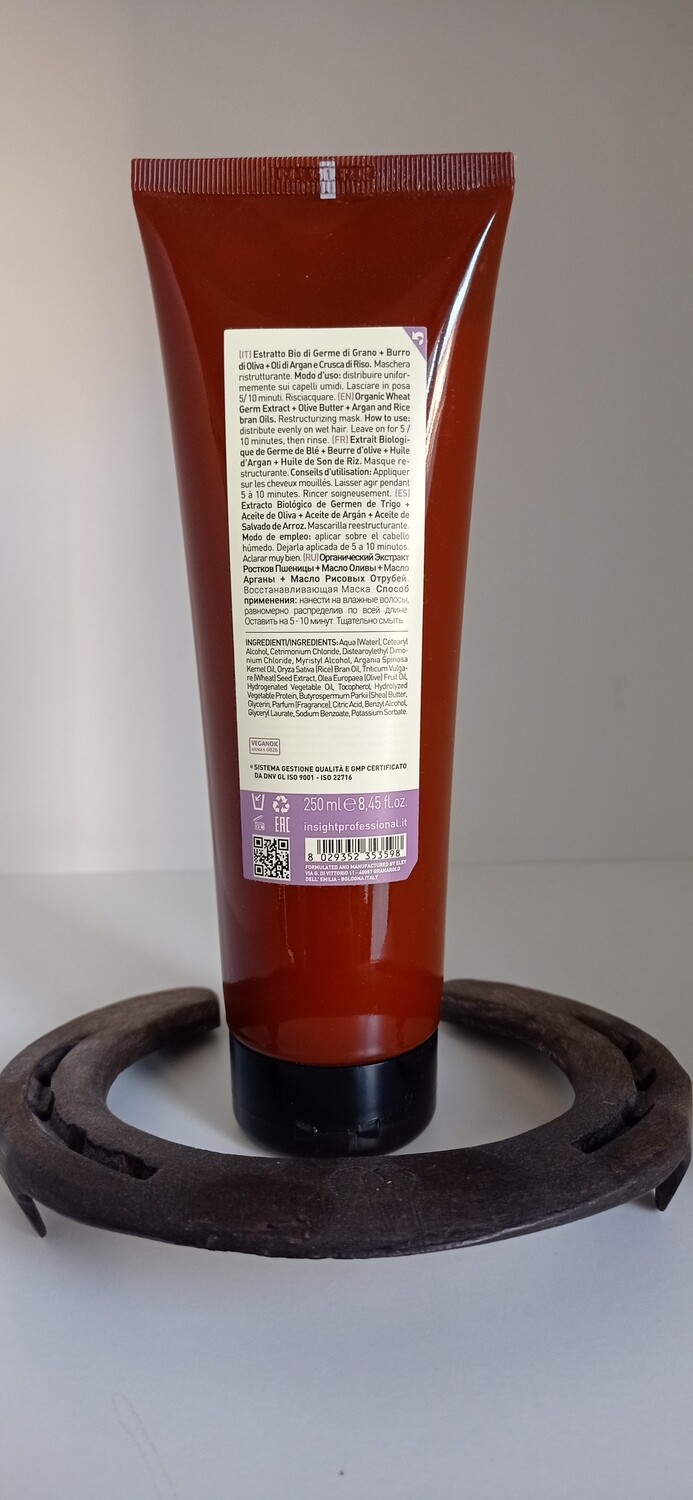 (IT) Estratto Bio di Germe di Grano + Burro
di Oliva + Oli di Argan e Crusca di Riso. Maschera
ristrutturante. Modo d'uso: distribuire unifor-
memente sui capelli umidi. Lasciare in posa
5/ 10 minuti. Risciacquare. (EN) Organic Wheat
Germ Extract + Olive Butter + Argan and Rice
bran Oils. Restructurizing mask. How to use:
distribute evenly on wet hair. Leave on for 5 /
10 minutes, then rinse. (FR) Extrait Biologi-
que de Germe de Blé + Beurre d'olive + Huile
d'Argan + Huile de Son de Riz. Masque re-
structurante. Conseils d'utilisation: Appliquer
sur les cheveux mouillés. Laisser agir pendant
5 à 10 minutes. Rincer soigneusement. (ES)
Extracto Biológico de Germen de Trigo +
Aceite de Oliva + Aceite de Argán + Aceite de
Salvado de Arroz. Mascarilla reestructurante.
Modo de empleo: aplicar sobre el cabello
húmedo. Dejarla aplicada de 5 a 10 minutos.
Aclarar muy bien. (RU) Органический Экстракт
Ростков Пшеницы + Масло Оливы + Масло
Арганы + Масло Рисовых Отрубей.
Восстанавливающая Маска. Способ
применения: нанести на влажные волосы,
равномерно распределив по всей длине.
Оставить на 5 - 10 минут. Тщательно смыть.
INGREDIENTI/INGREDIENTS: Aqua (Water), Cetearyl
Alcohol, Cetrimonium Chloride, Distearoylethyl Dimo-
nium Chloride, Myristyl Alcohol, Argania Spinosa
Kernel Oil, Oryza Sativa (Rice) Bran Oil, Triticum Vulga-
re (Wheat) Seed Extract, Olea Europaea (Olive) Fruit Oil,
Hydrogenated Vegetable Oil, Tocopherol, Hydrolyzed
Vegetable Protein, Butyrospermum Parkii (Shea) Butter,
Glycerin, Parfum (Fragrance), Citric Acid, Benzyl Alcohol,
Glyceryl Laurate, Sodium Benzoate, Potassium Sorbate.
VEGANOK
0826
*SISTEMA GESTIONE QUALITÀ E GMP CERTIFICATO
DA DNV GL ISO 9001 - ISO 22716
250 ml ℮ 8,45 fl.oz.
EAC
insightprofessional.it
8 029352 353598
FORMULATED AND MANUFACTURED BY KLEY
VIA G. DI VITTORIO 11 - 40057 GRANAROLO
DELL' EMILIA - BOLOGNA ITALY